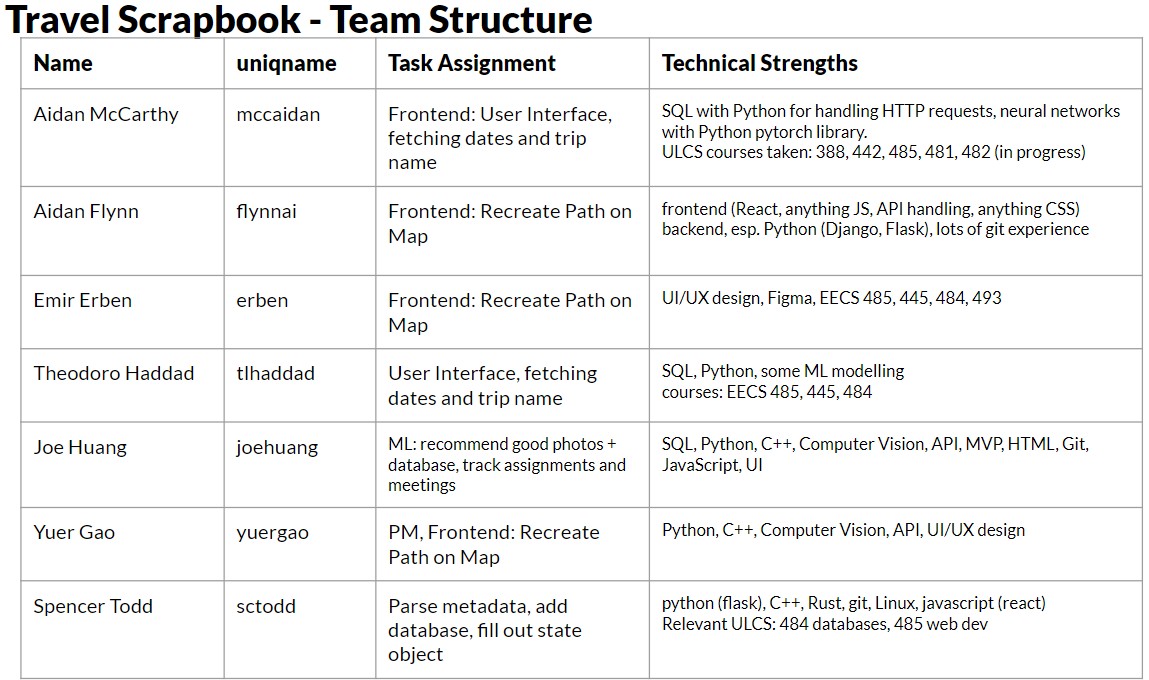 Travel Scrapbook - Team Structure
Name uniqname Task Assignment Technical Strengths
Aidan McCarthy mccaidan Frontend: User Interface, fetching dates and trip name SQL with Python for handling HTTP requests, neural networks with Python pytorch library.
ULCS courses taken: 388, 442, 485, 481, 482 (in progress)
Aidan Flynn flynnai Frontend: Recreate Path on Map frontend (React, anything JS, API handling, anything CSS)
backend, esp. Python (Django, Flask), lots of git experience
Emir Erben erben Frontend: Recreate Path on Map UI/UX design, Figma, EECS 485, 445, 484, 493
Theodoro Haddad tlhaddad User Interface, fetching dates and trip name SQL, Python, some ML modelling
courses: EECS 485, 445, 484
Joe Huang joehuang ML: recommend good photos + database, track assignments and meetings SQL, Python, C++, Computer Vision, API, MVP, HTML, Git, JavaScript, UI
Yuer Gao yuergao PM, Frontend: Recreate Path on Map Python, C++, Computer Vision, API, UI/UX design
Spencer Todd sctodd Parse metadata, add database, fill out state object python (flask), C++, Rust, git, Linux, javascript (react)
Relevant ULCS: 484 databases, 485 web dev